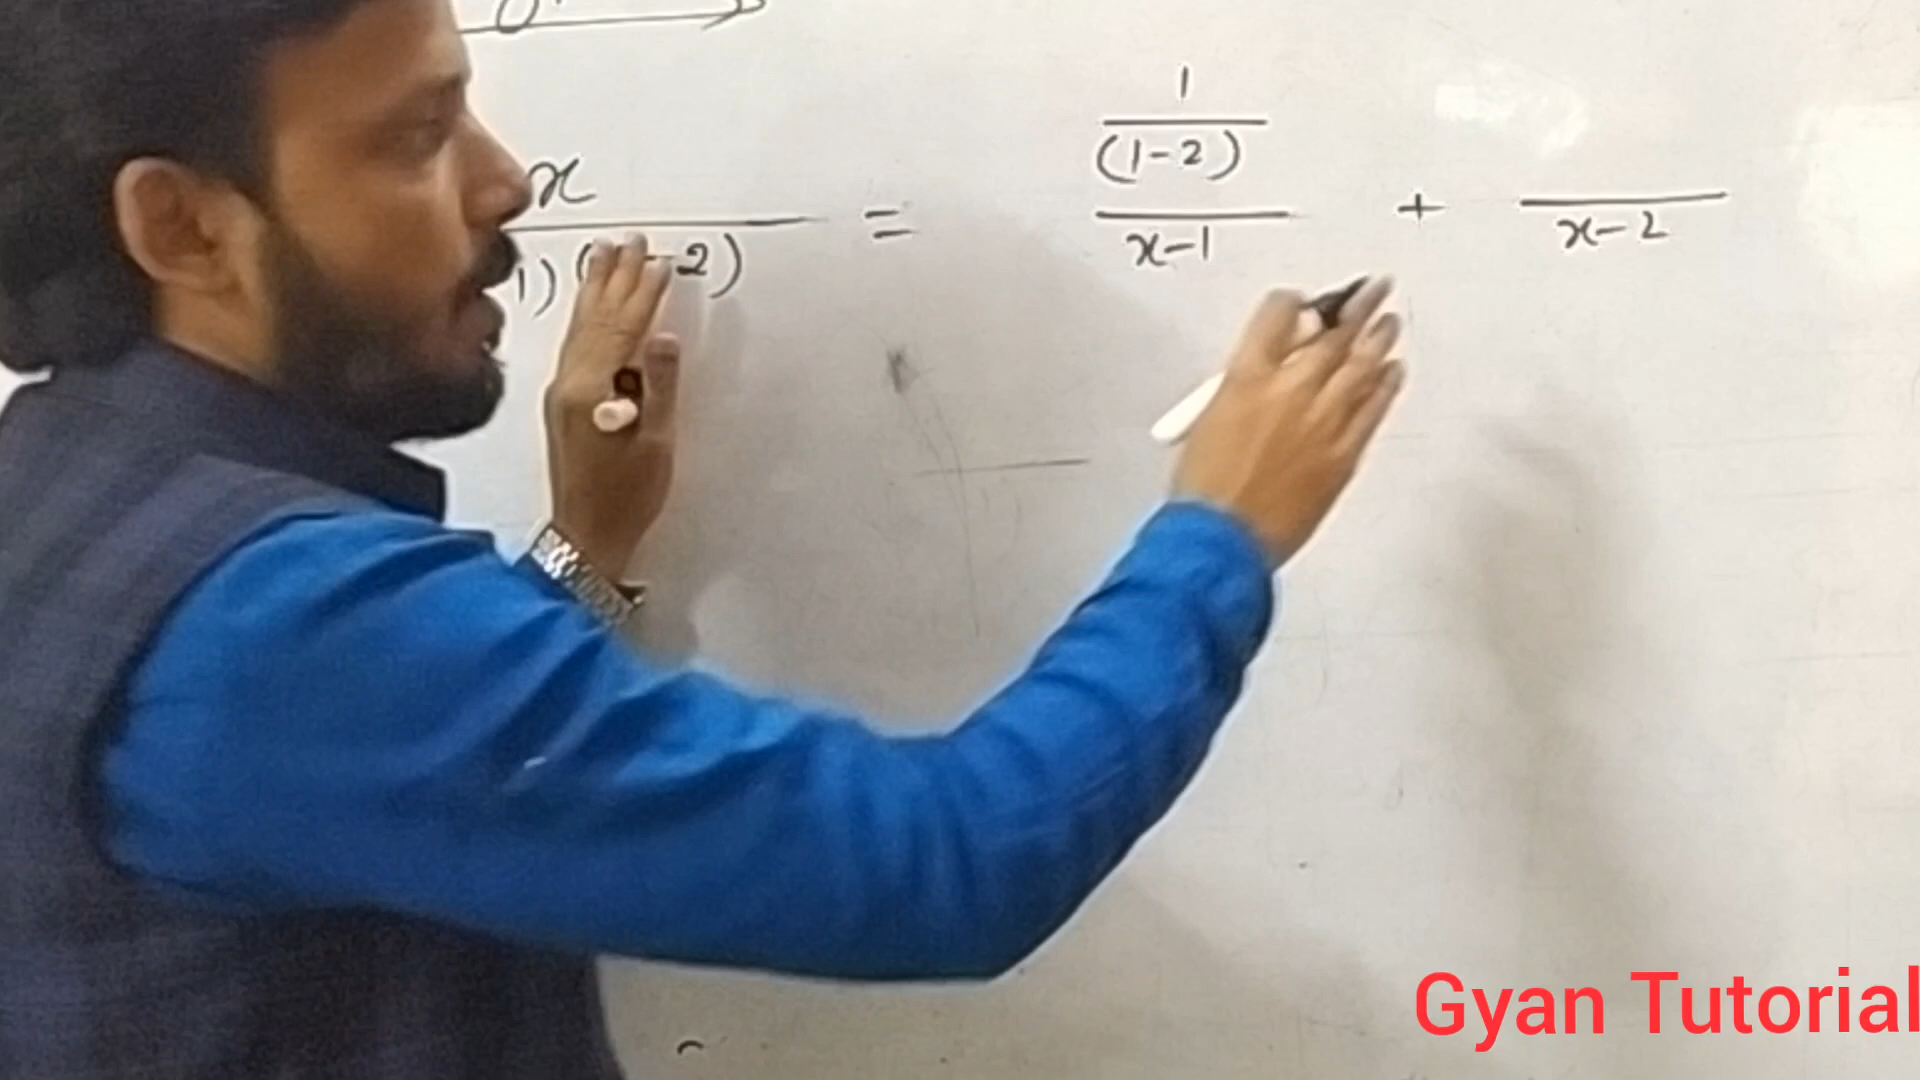 x / 1)( -2) = 1/(1-2) / x-1 + / x-2
Gyan Tutorial